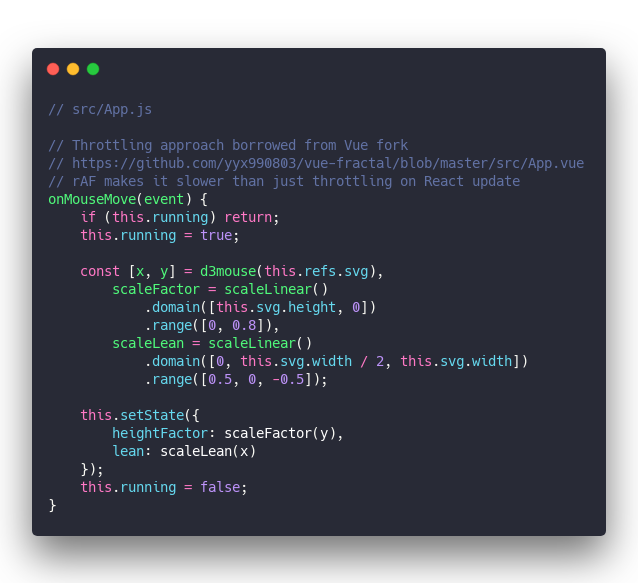 // src/App.js

// Throttling approach borrowed from Vue fork
// https://github.com/yyx990803/vue-fractal/blob/master/src/App.vue
// rAF makes it slower than just throttling on React update
onMouseMove(event) {
    if (this.running) return;
    this.running = true;

    const [x, y] = d3mouse(this.refs.svg),
        scaleFactor = scaleLinear()
            .domain([this.svg.height, 0])
            .range([0, 0.8]),
        scaleLean = scaleLinear()
            .domain([0, this.svg.width / 2, this.svg.width])
            .range([0.5, 0, -0.5]);

    this.setState({
        heightFactor: scaleFactor(y),
        lean: scaleLean(x)
    });
    this.running = false;
}